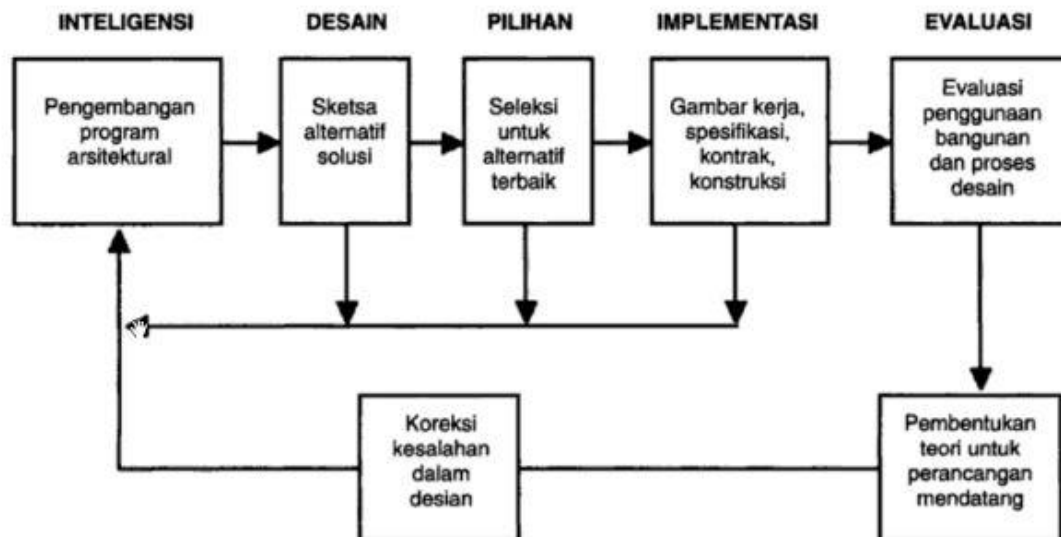 INTELIGENSI
DESAIN
PILIHAN
IMPLEMENTASI
EVALUASI
Pengembangan
program
arsitektural
Sketsa
alternatif
solusi
Seleksi
untuk
alternatif
terbaik
Gambar kerja,
spesifikasi,
kontrak,
konstruksi
Evaluasi
penggunaan
bangunan
dan proses
desain
Koreksi
kesalahan
dalam
desian
Pembentukan
teori untuk
perancangan
mendatang